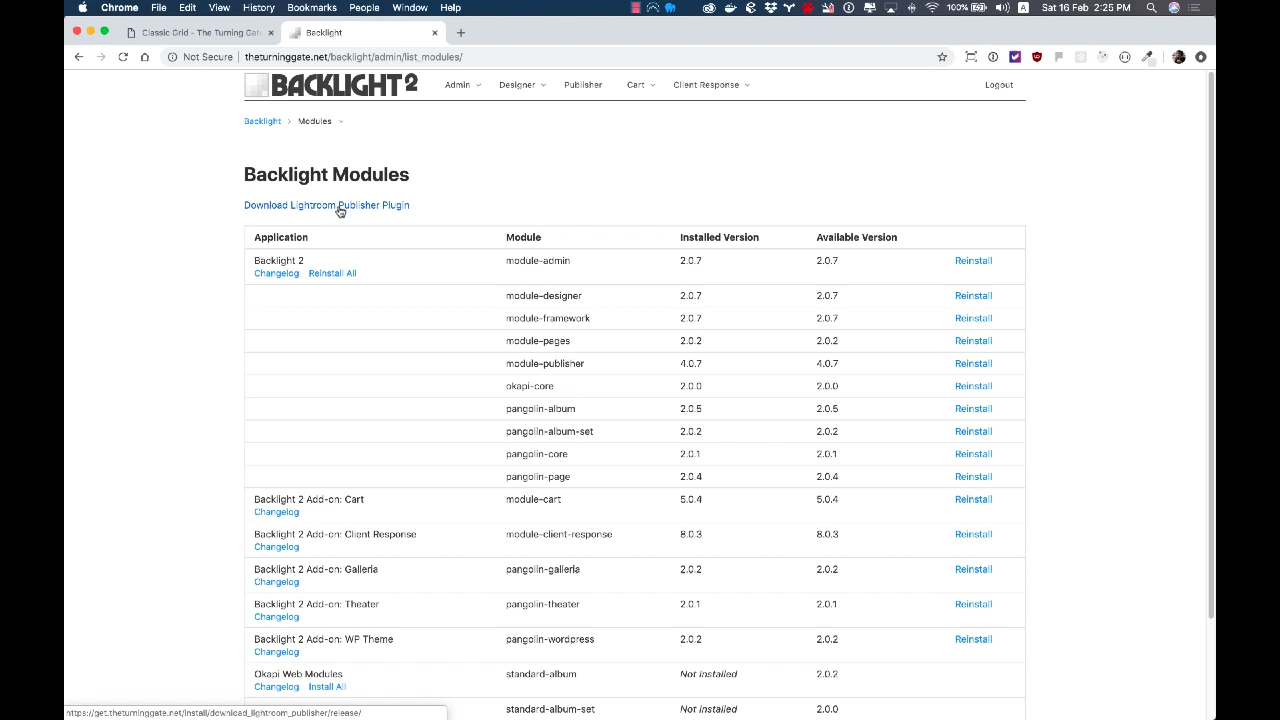 Chrome File Edit View History Bookmarks People Window Help 100% A Sat 16 Feb 2:25 PM
Classic Grid - The Turning Gate × Backlight ×
Not Secure theturninggate.net/backlight/admin/list_modules/
BACKLIGHT 2 Admin Designer Publisher Cart Client Response Logout
Backlight > Modules
Backlight Modules
Download Lightroom Publisher Plugin
Application Module Installed Version Available Version
Backlight 2 module-admin 2.0.7 2.0.7 Reinstall
Changelog Reinstall All
module-designer 2.0.7 2.0.7 Reinstall
module-framework 2.0.7 2.0.7 Reinstall
module-pages 2.0.2 2.0.2 Reinstall
module-publisher 4.0.7 4.0.7 Reinstall
okapi-core 2.0.0 2.0.0 Reinstall
pangolin-album 2.0.5 2.0.5 Reinstall
pangolin-album-set 2.0.2 2.0.2 Reinstall
pangolin-core 2.0.1 2.0.1 Reinstall
pangolin-page 2.0.4 2.0.4 Reinstall
Backlight 2 Add-on: Cart module-cart 5.0.4 5.0.4 Reinstall
Changelog
Backlight 2 Add-on: Client Response module-client-response 8.0.3 8.0.3 Reinstall
Changelog
Backlight 2 Add-on: Galleria pangolin-galleria 2.0.2 2.0.2 Reinstall
Changelog
Backlight 2 Add-on: Theater pangolin-theater 2.0.1 2.0.1 Reinstall
Changelog
Backlight 2 Add-on: WP Theme pangolin-wordpress 2.0.2 2.0.2 Reinstall
Changelog
Okapi Web Modules standard-album Not Installed 2.0.2
Changelog Install All
standard-album-set Not Installed 2.0.0
https://get.theturninggate.net/install/download_lightroom_publisher/release/